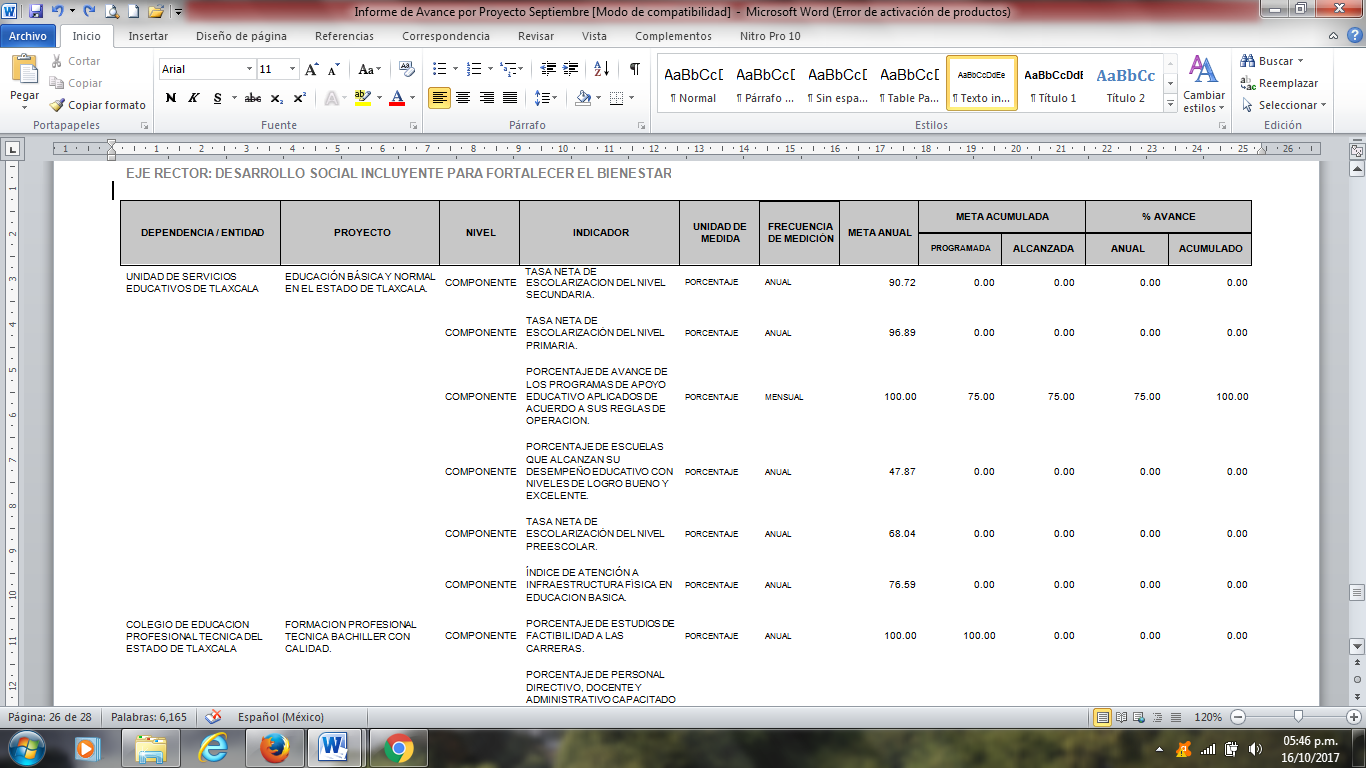 Informe de Avance por Proyecto Septiembre [Modo de compatibilidad] - Microsoft Word (Error de activación de productos)
Archivo Inicio Insertar Diseño de página Referencias Correspondencia Revisar Vista Complementos Nitro Pro 10
Pegar
Cortar
Copiar
Copiar formato
Portapapeles
Arial 11
Fuente
Párrafo
AaBbCcI AaBbCcI AaBbCcI AaBbCcI AaBbCcDdEe AaBbCcDdE AaBbCc
¶ Normal ¶ Párrafo ... ¶ Sin espa... ¶ Table Pa... ¶ Texto in... ¶ Título 1 Título 2
Cambiar estilos
Estilos
Buscar
Reemplazar
Seleccionar
Edición
EJE RECTOR: DESARROLLO SOCIAL INCLUYENTE PARA FORTALECER EL BIENESTAR
DEPENDENCIA / ENTIDAD PROYECTO NIVEL INDICADOR UNIDAD DE MEDIDA FRECUENCIA DE MEDICIÓN META ANUAL META ACUMULADA % AVANCE
PROGRAMADA ALCANZADA ANUAL ACUMULADO
UNIDAD DE SERVICIOS
EDUCATIVOS DE TLAXCALA
EDUCACIÓN BÁSICA Y NORMAL
EN EL ESTADO DE TLAXCALA.
COMPONENTE
TASA NETA DE
ESCOLARIZACION DEL NIVEL
SECUNDARIA.
PORCENTAJE ANUAL 90.72 0.00 0.00 0.00 0.00
COMPONENTE
TASA NETA DE
ESCOLARIZACIÓN DEL NIVEL
PRIMARIA.
PORCENTAJE ANUAL 96.89 0.00 0.00 0.00 0.00
COMPONENTE
PORCENTAJE DE AVANCE DE
LOS PROGRAMAS DE APOYO
EDUCATIVO APLICADOS DE
ACUERDO A SUS REGLAS DE
OPERACION.
PORCENTAJE MENSUAL 100.00 75.00 75.00 75.00 100.00
COMPONENTE
PORCENTAJE DE ESCUELAS
QUE ALCANZAN SU
DESEMPEÑO EDUCATIVO CON
NIVELES DE LOGRO BUENO Y
EXCELENTE.
PORCENTAJE ANUAL 47.87 0.00 0.00 0.00 0.00
COMPONENTE
TASA NETA DE
ESCOLARIZACIÓN DEL NIVEL
PREESCOLAR.
PORCENTAJE ANUAL 68.04 0.00 0.00 0.00 0.00
COMPONENTE
ÍNDICE DE ATENCIÓN A
INFRAESTRUCTURA FÍSICA EN
EDUCACION BASICA.
PORCENTAJE ANUAL 76.59 0.00 0.00 0.00 0.00
COLEGIO DE EDUCACION
PROFESIONAL TECNICA DEL
ESTADO DE TLAXCALA
FORMACION PROFESIONAL
TECNICA BACHILLER CON
CALIDAD.
COMPONENTE
PORCENTAJE DE ESTUDIOS DE
FACTIBILIDAD A LAS
CARRERAS.
PORCENTAJE ANUAL 100.00 100.00 0.00 0.00 0.00
PORCENTAJE DE PERSONAL
DIRECTIVO, DOCENTE Y
ADMINISTRATIVO CAPACITADO
Página: 26 de 28 Palabras: 6,165 Español (México) 120%
05:46 p.m.
16/10/2017